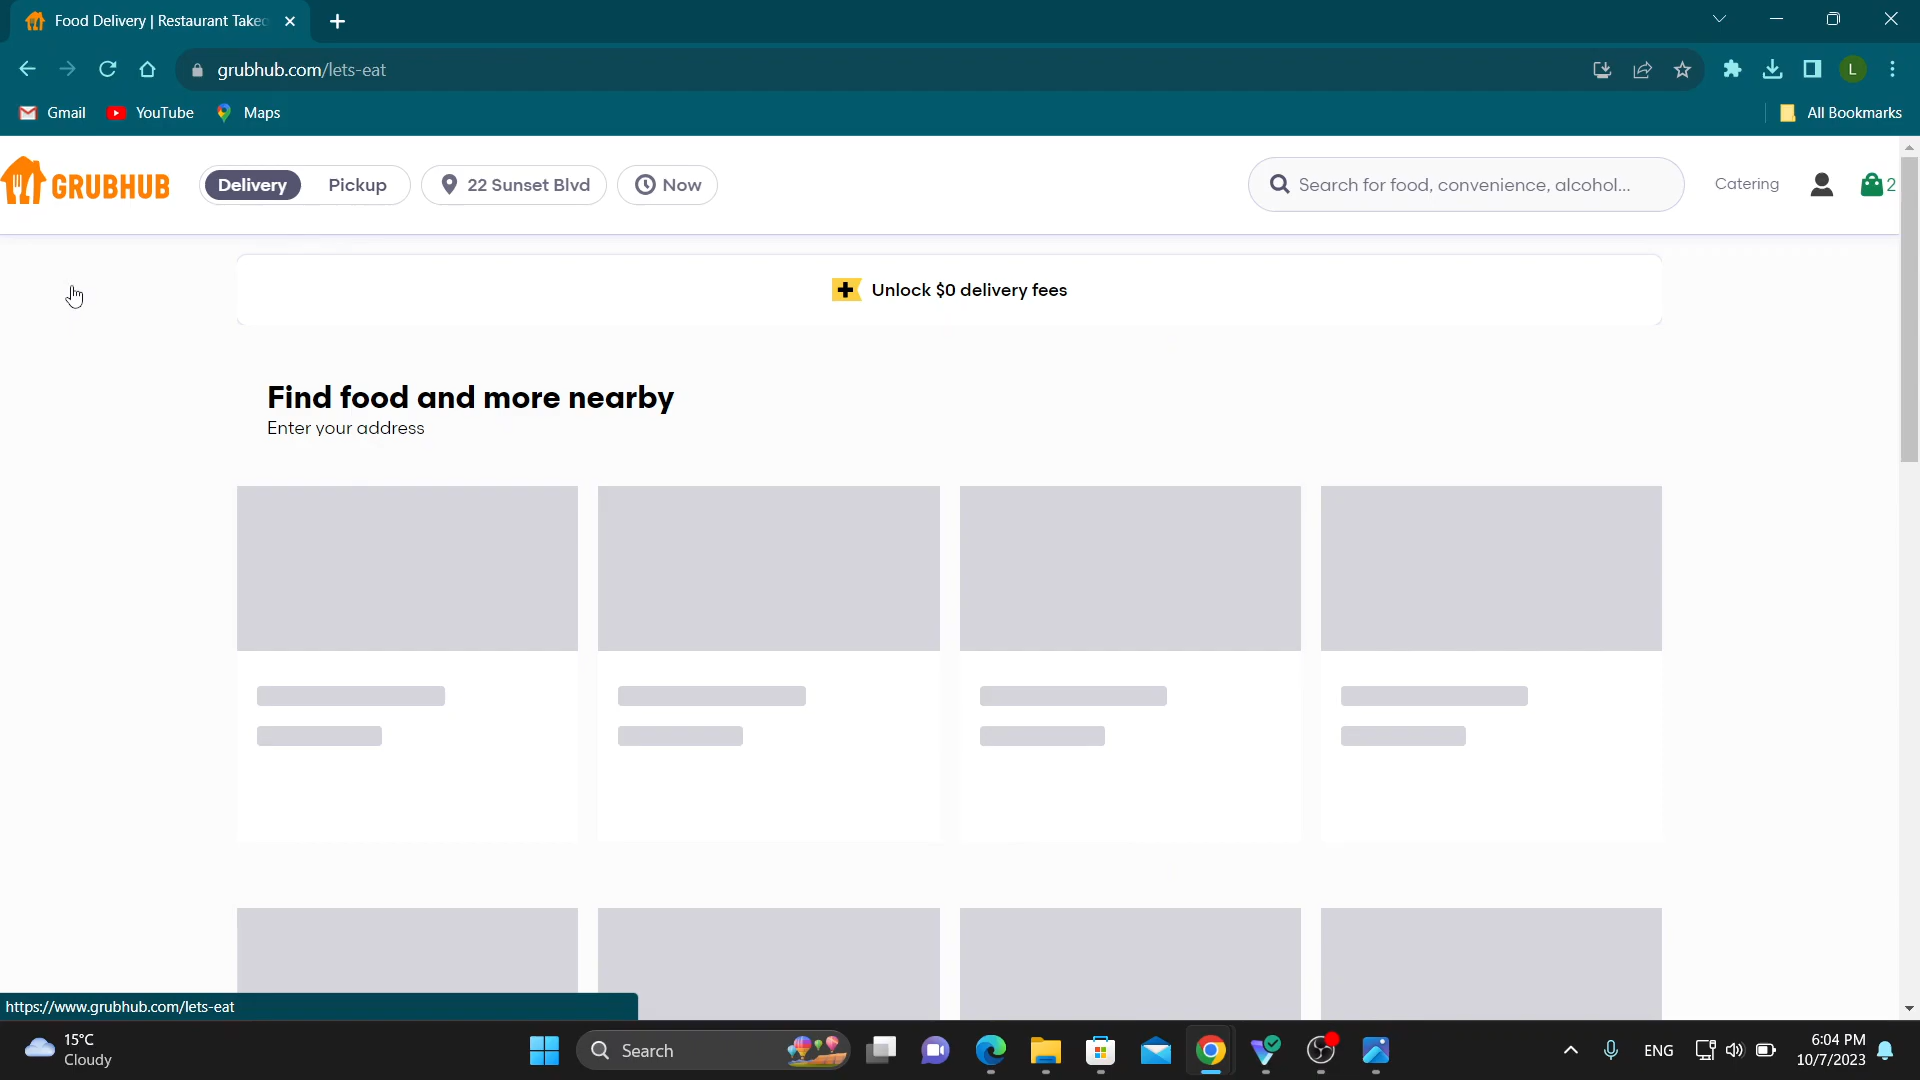 Food Delivery | Restaurant Takeo
grubhub.com/lets-eat
Gmail YouTube Maps All Bookmarks
GRUBHUB Delivery Pickup 22 Sunset Blvd Now Search for food, convenience, alcohol... Catering 2
Unlock $0 delivery fees
Find food and more nearby
Enter your address
https://www.grubhub.com/lets-eat
15°C
Cloudy
Search
ENG
6:04 PM
10/7/2023
L